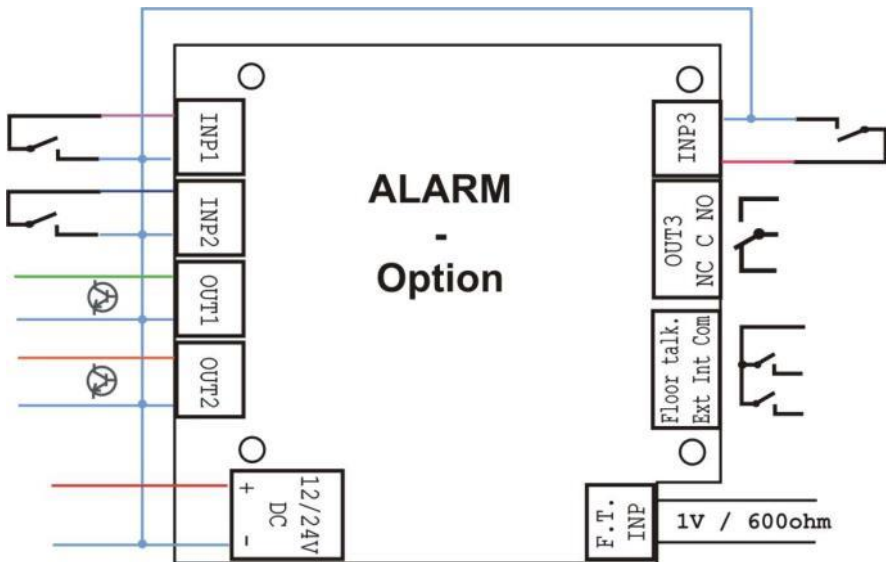 INP1
INP2
OUT1
OUT2
ALARM
-
Option
INP3
OUT3
NC C NO
Floor talk.
Ext Int Com
+
-
12/24V
DC
F.T.
INP
1V / 600ohm